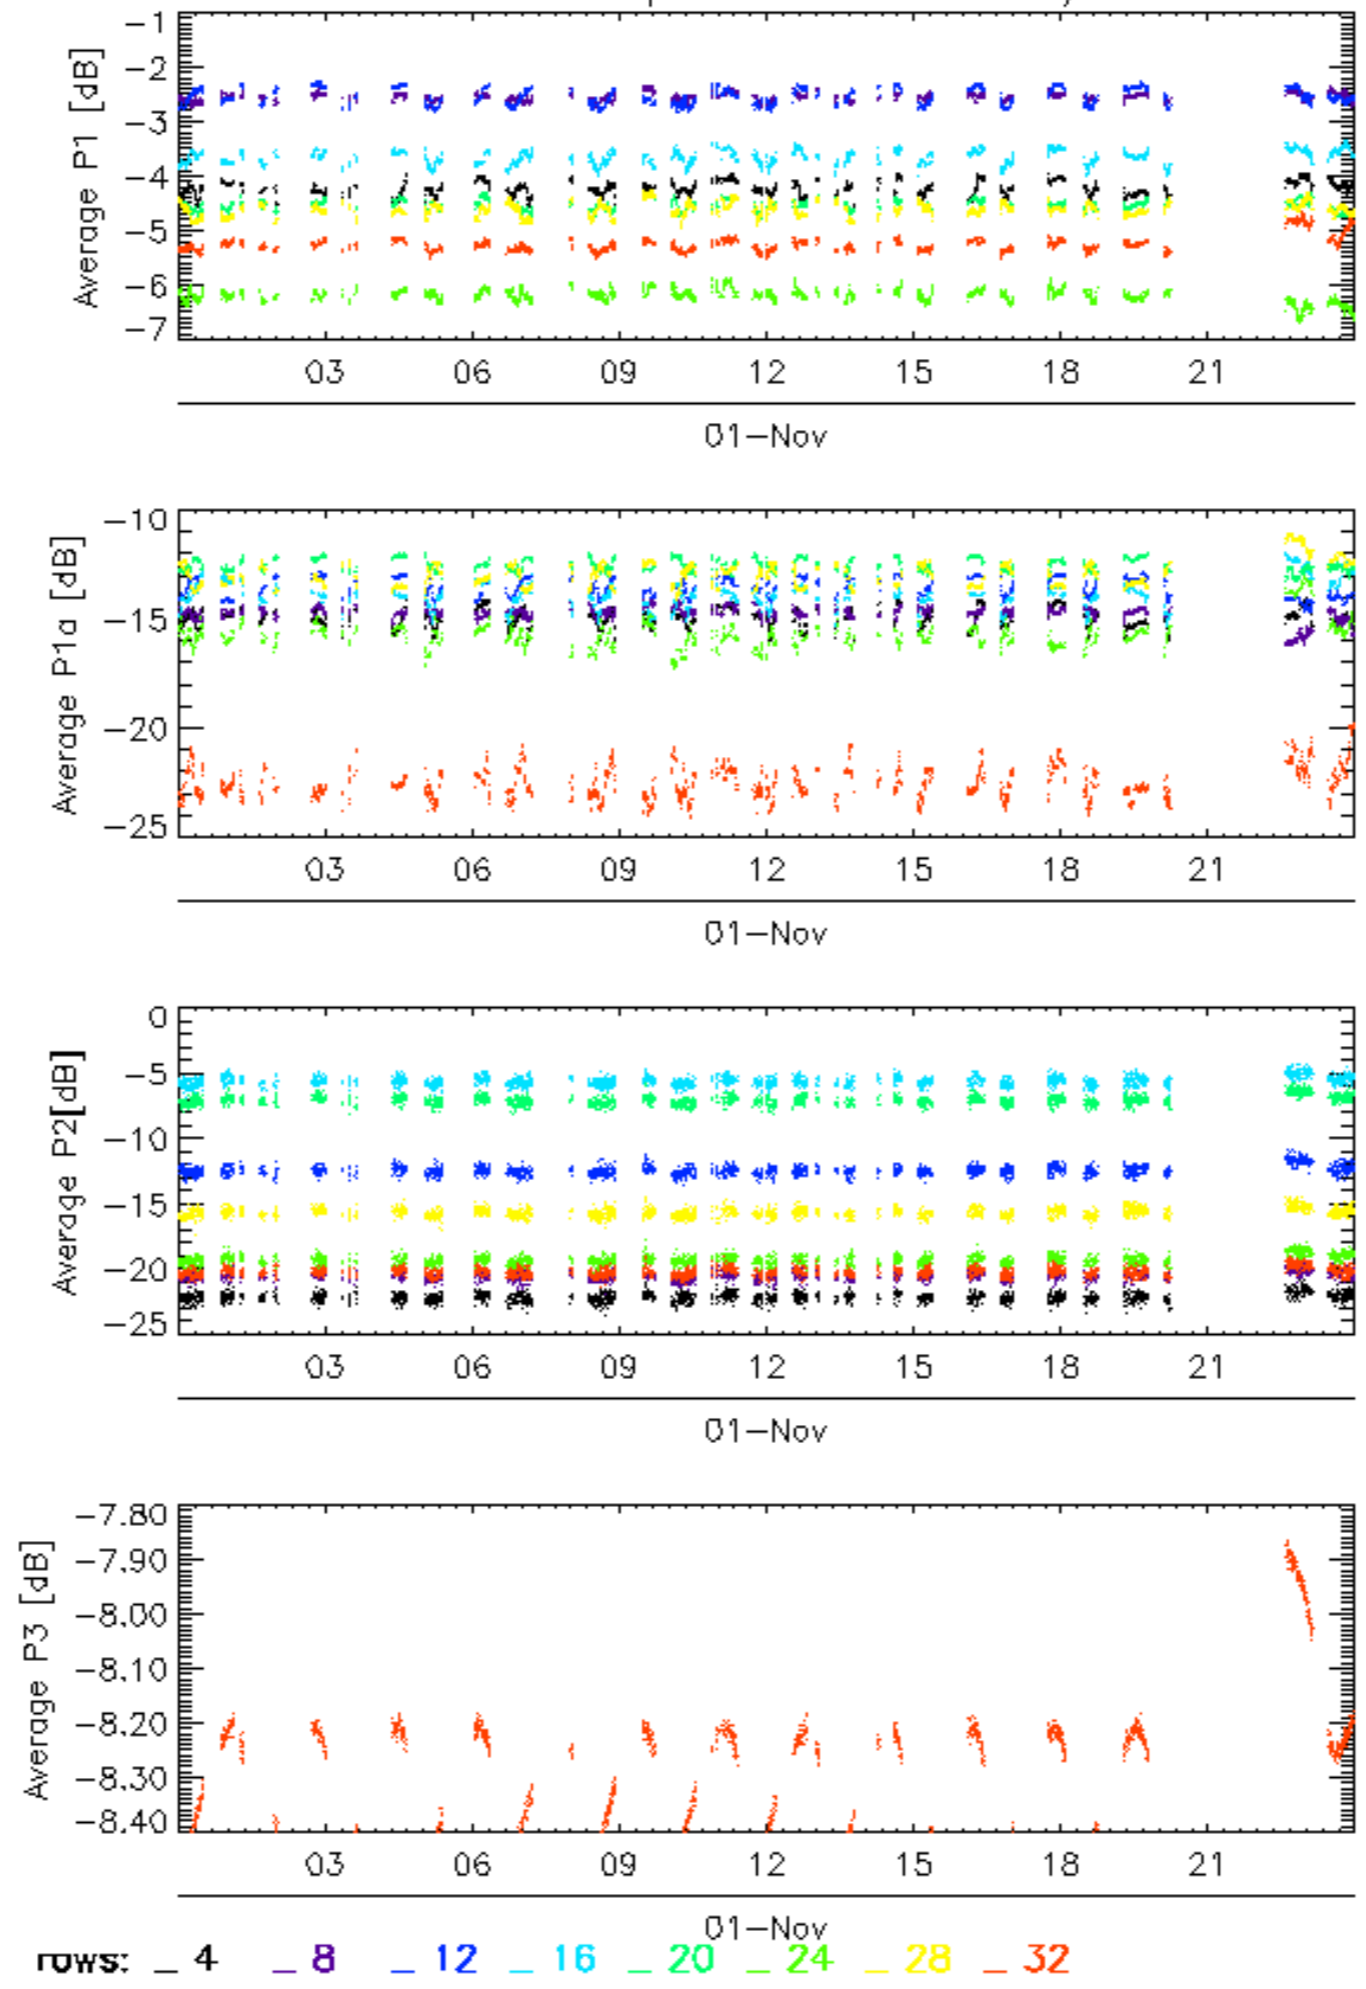 Average P1 [dB]
-1
-2
-3
-4
-5
-6
-7
03 06 09 12 15 18 21
01-Nov
Average P1a [dB]
-10
-15
-20
-25
03 06 09 12 15 18 21
01-Nov
Average P2[dB]
0
-5
-10
-15
-20
-25
03 06 09 12 15 18 21
01-Nov
Average P3 [dB]
-7.80
-7.90
-8.00
-8.10
-8.20
-8.30
-8.40
03 06 09 12 15 18 21
01-Nov
rows: _ 4 _ 8 _ 12 _ 16 _ 20 _ 24 _ 28 _ 32